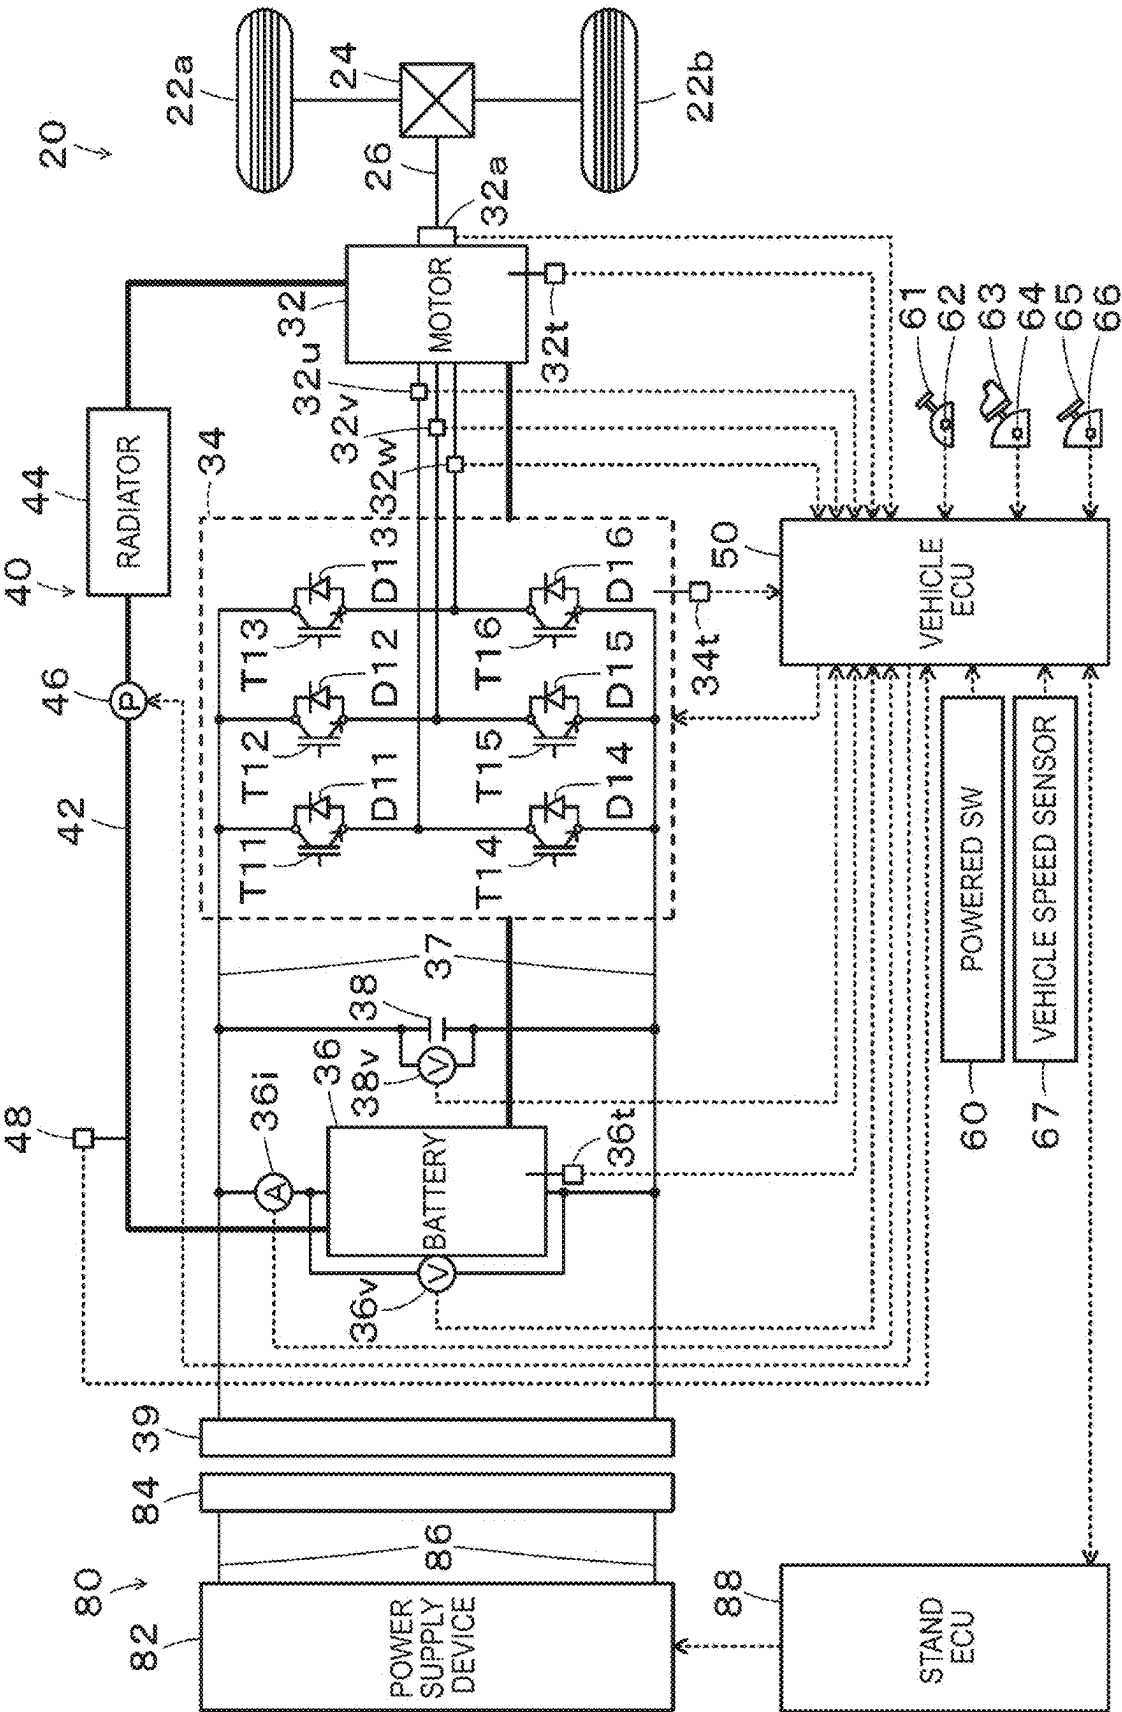 20
22a
24
22b
26
32a
32
MOTOR
32t
32u
32v
32w
34
44
RADIATOR
40
46
P
42
48
T13
D13
T16
D16
T12
D12
T15
D15
T11
D11
T14
D14
34t
50
VEHICLE
ECU
61
62
63
64
65
66
37
38
38v
V
36
36i
A
BATTERY
36t
36v
V
POWERED SW
60
VEHICLE SPEED SENSOR
67
39
84
86
80
82
POWER
SUPPLY
DEVICE
88
STAND
ECU